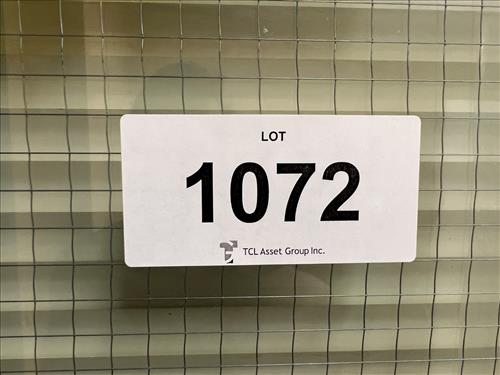 LOT
1072
TCL Asset Group Inc.